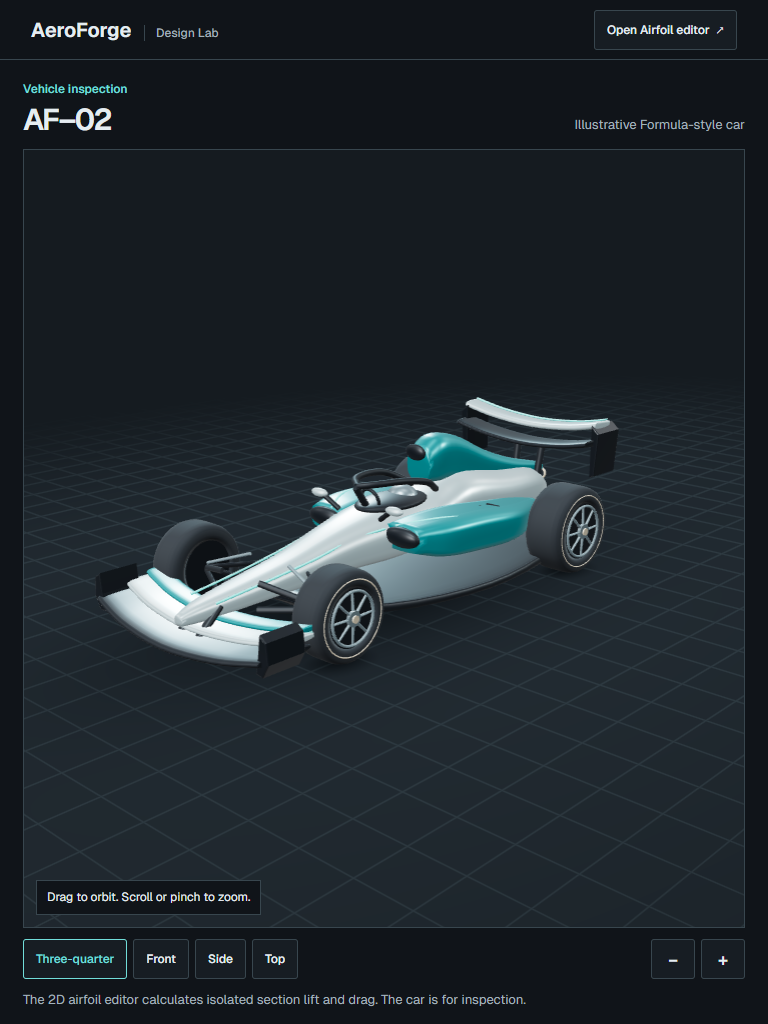 AeroForge
Design Lab
Open Airfoil editor ↗
Vehicle inspection
AF–02
Illustrative Formula-style car
Drag to orbit. Scroll or pinch to zoom.
Three-quarter
Front
Side
Top
−
+
The 2D airfoil editor calculates isolated section lift and drag. The car is for inspection.